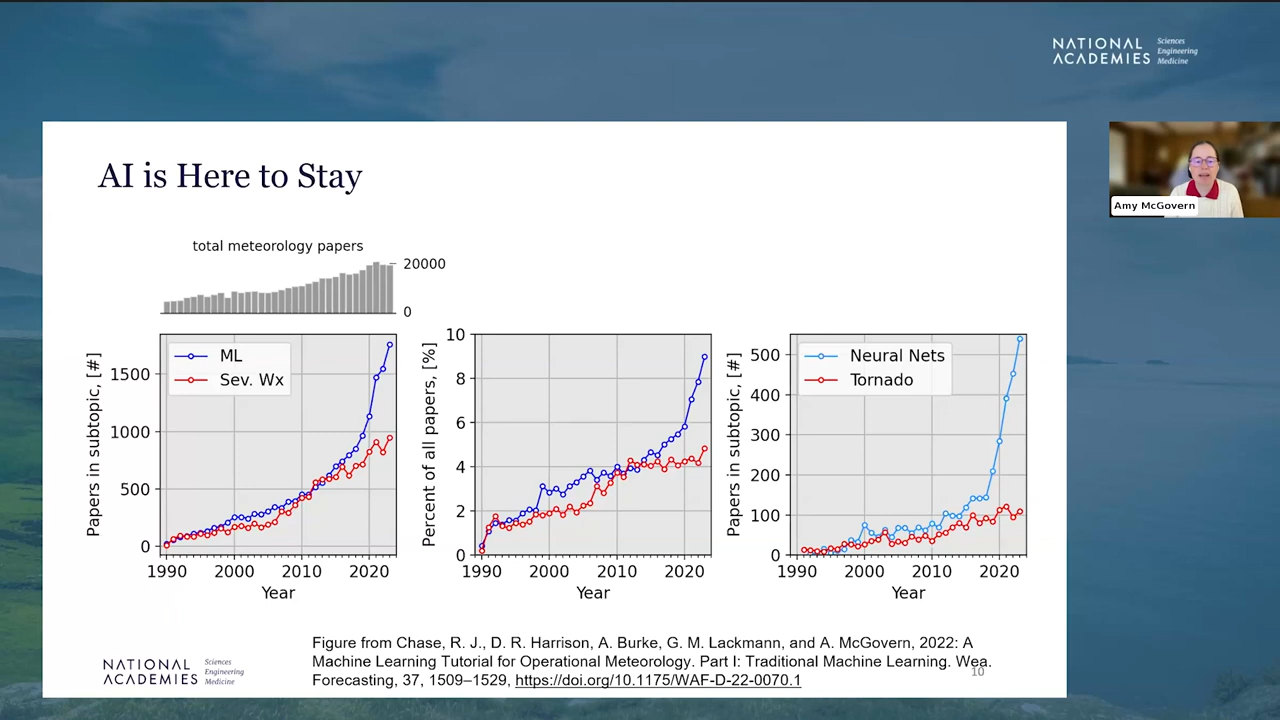 NATIONAL
ACADEMIES
Sciences
Engineering
Medicine
Amy McGovern
AI is Here to Stay
total meteorology papers
20000
0
Papers in subtopic, [#]
1500
1000
500
0
ML
Sev. Wx
1990 2000 2010 2020
Year
Percent of all papers, [%]
10
8
6
4
2
0
1990 2000 2010 2020
Year
Papers in subtopic, [#]
500
400
300
200
100
0
Neural Nets
Tornado
1990 2000 2010 2020
Year
Figure from Chase, R. J., D. R. Harrison, A. Burke, G. M. Lackmann, and A. McGovern, 2022: A
Machine Learning Tutorial for Operational Meteorology. Part I: Traditional Machine Learning. Wea.
Forecasting, 37, 1509–1529, https://doi.org/10.1175/WAF-D-22-0070.1
10
NATIONAL
ACADEMIES
Sciences
Engineering
Medicine